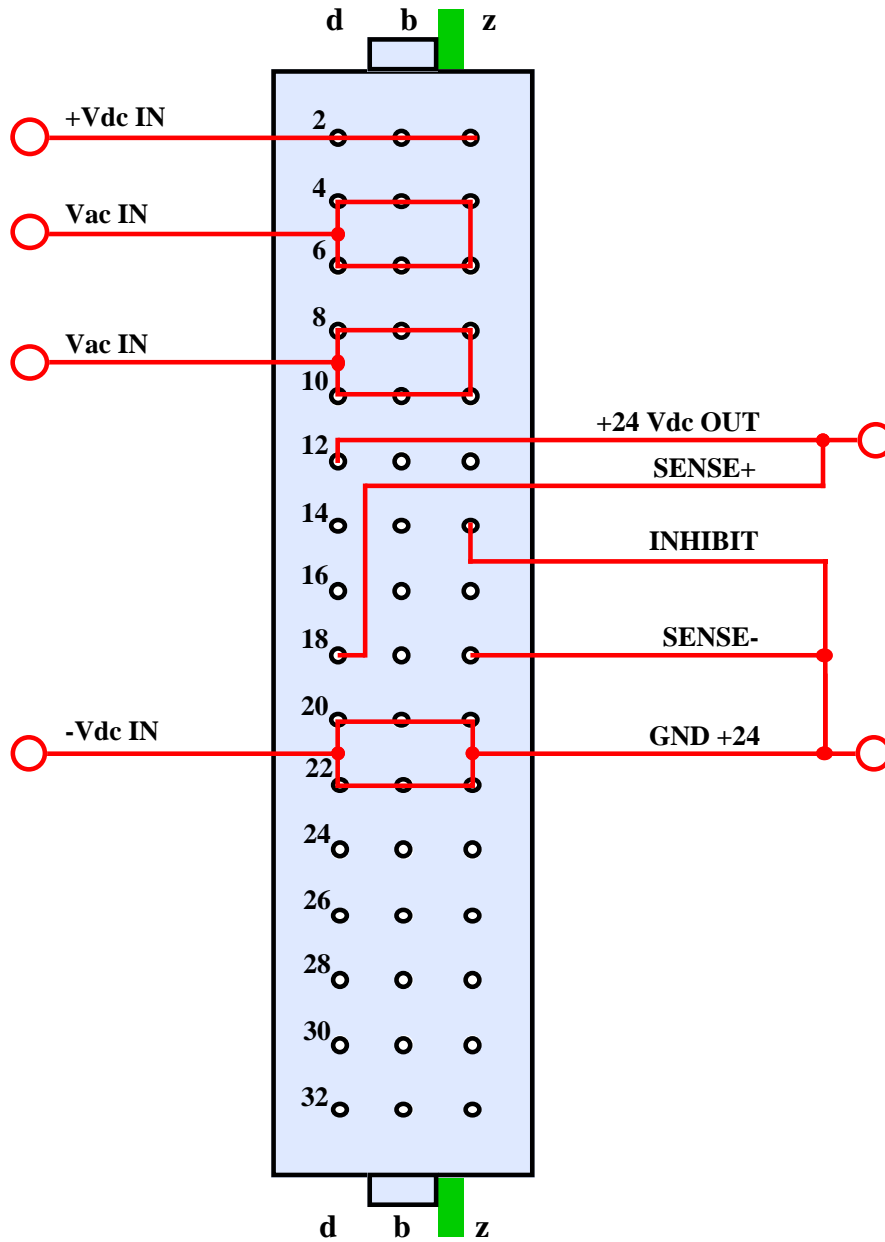 d b z
+Vdc IN
2
4
Vac IN
6
8
Vac IN
10
+24 Vdc OUT
12
SENSE+
14
INHIBIT
16
18
SENSE-
20
-Vdc IN
GND +24
22
24
26
28
30
32
d b z